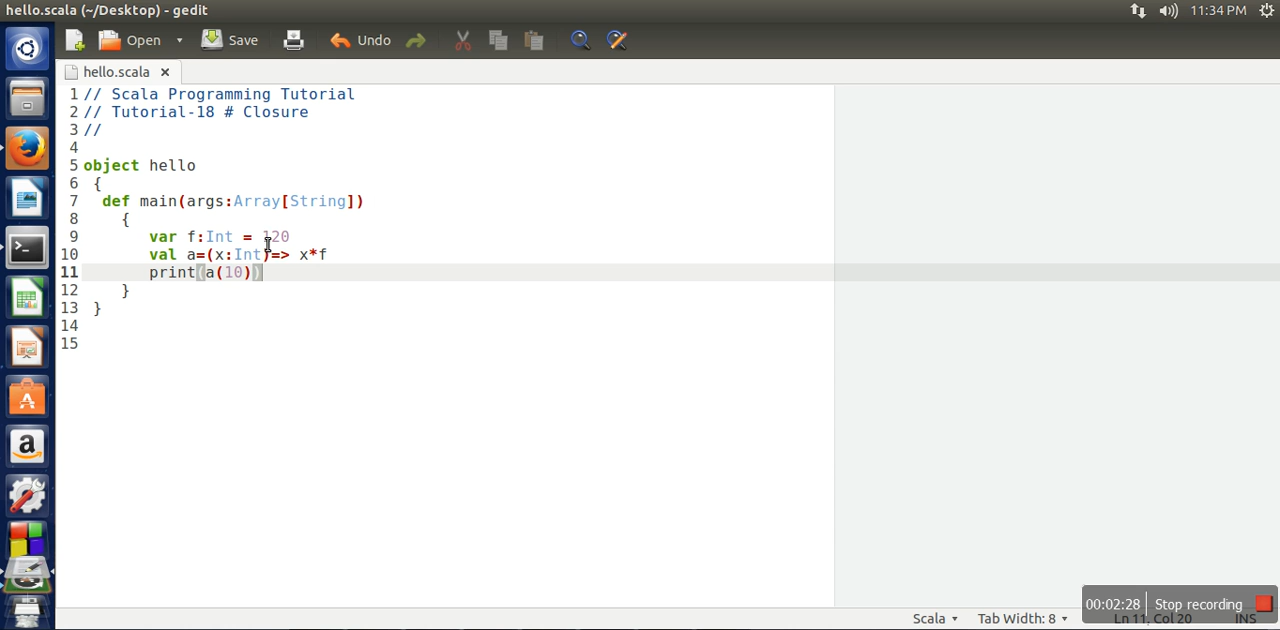 hello.scala (~/Desktop) - gedit
11:34 PM
Open
Save
Undo
hello.scala
1 // Scala Programming Tutorial
2 // Tutorial-18 # Closure
3 //
4
5 object hello
6 {
7 def main(args:Array[String])
8 {
9 var f:Int = 120
10 val a=(x:Int)=> x*f
11 print(a(10))
12 }
13 }
14
15
a
00:02:28 Stop recording
Scala Tab Width: 8 Ln 11, Col 20 INS